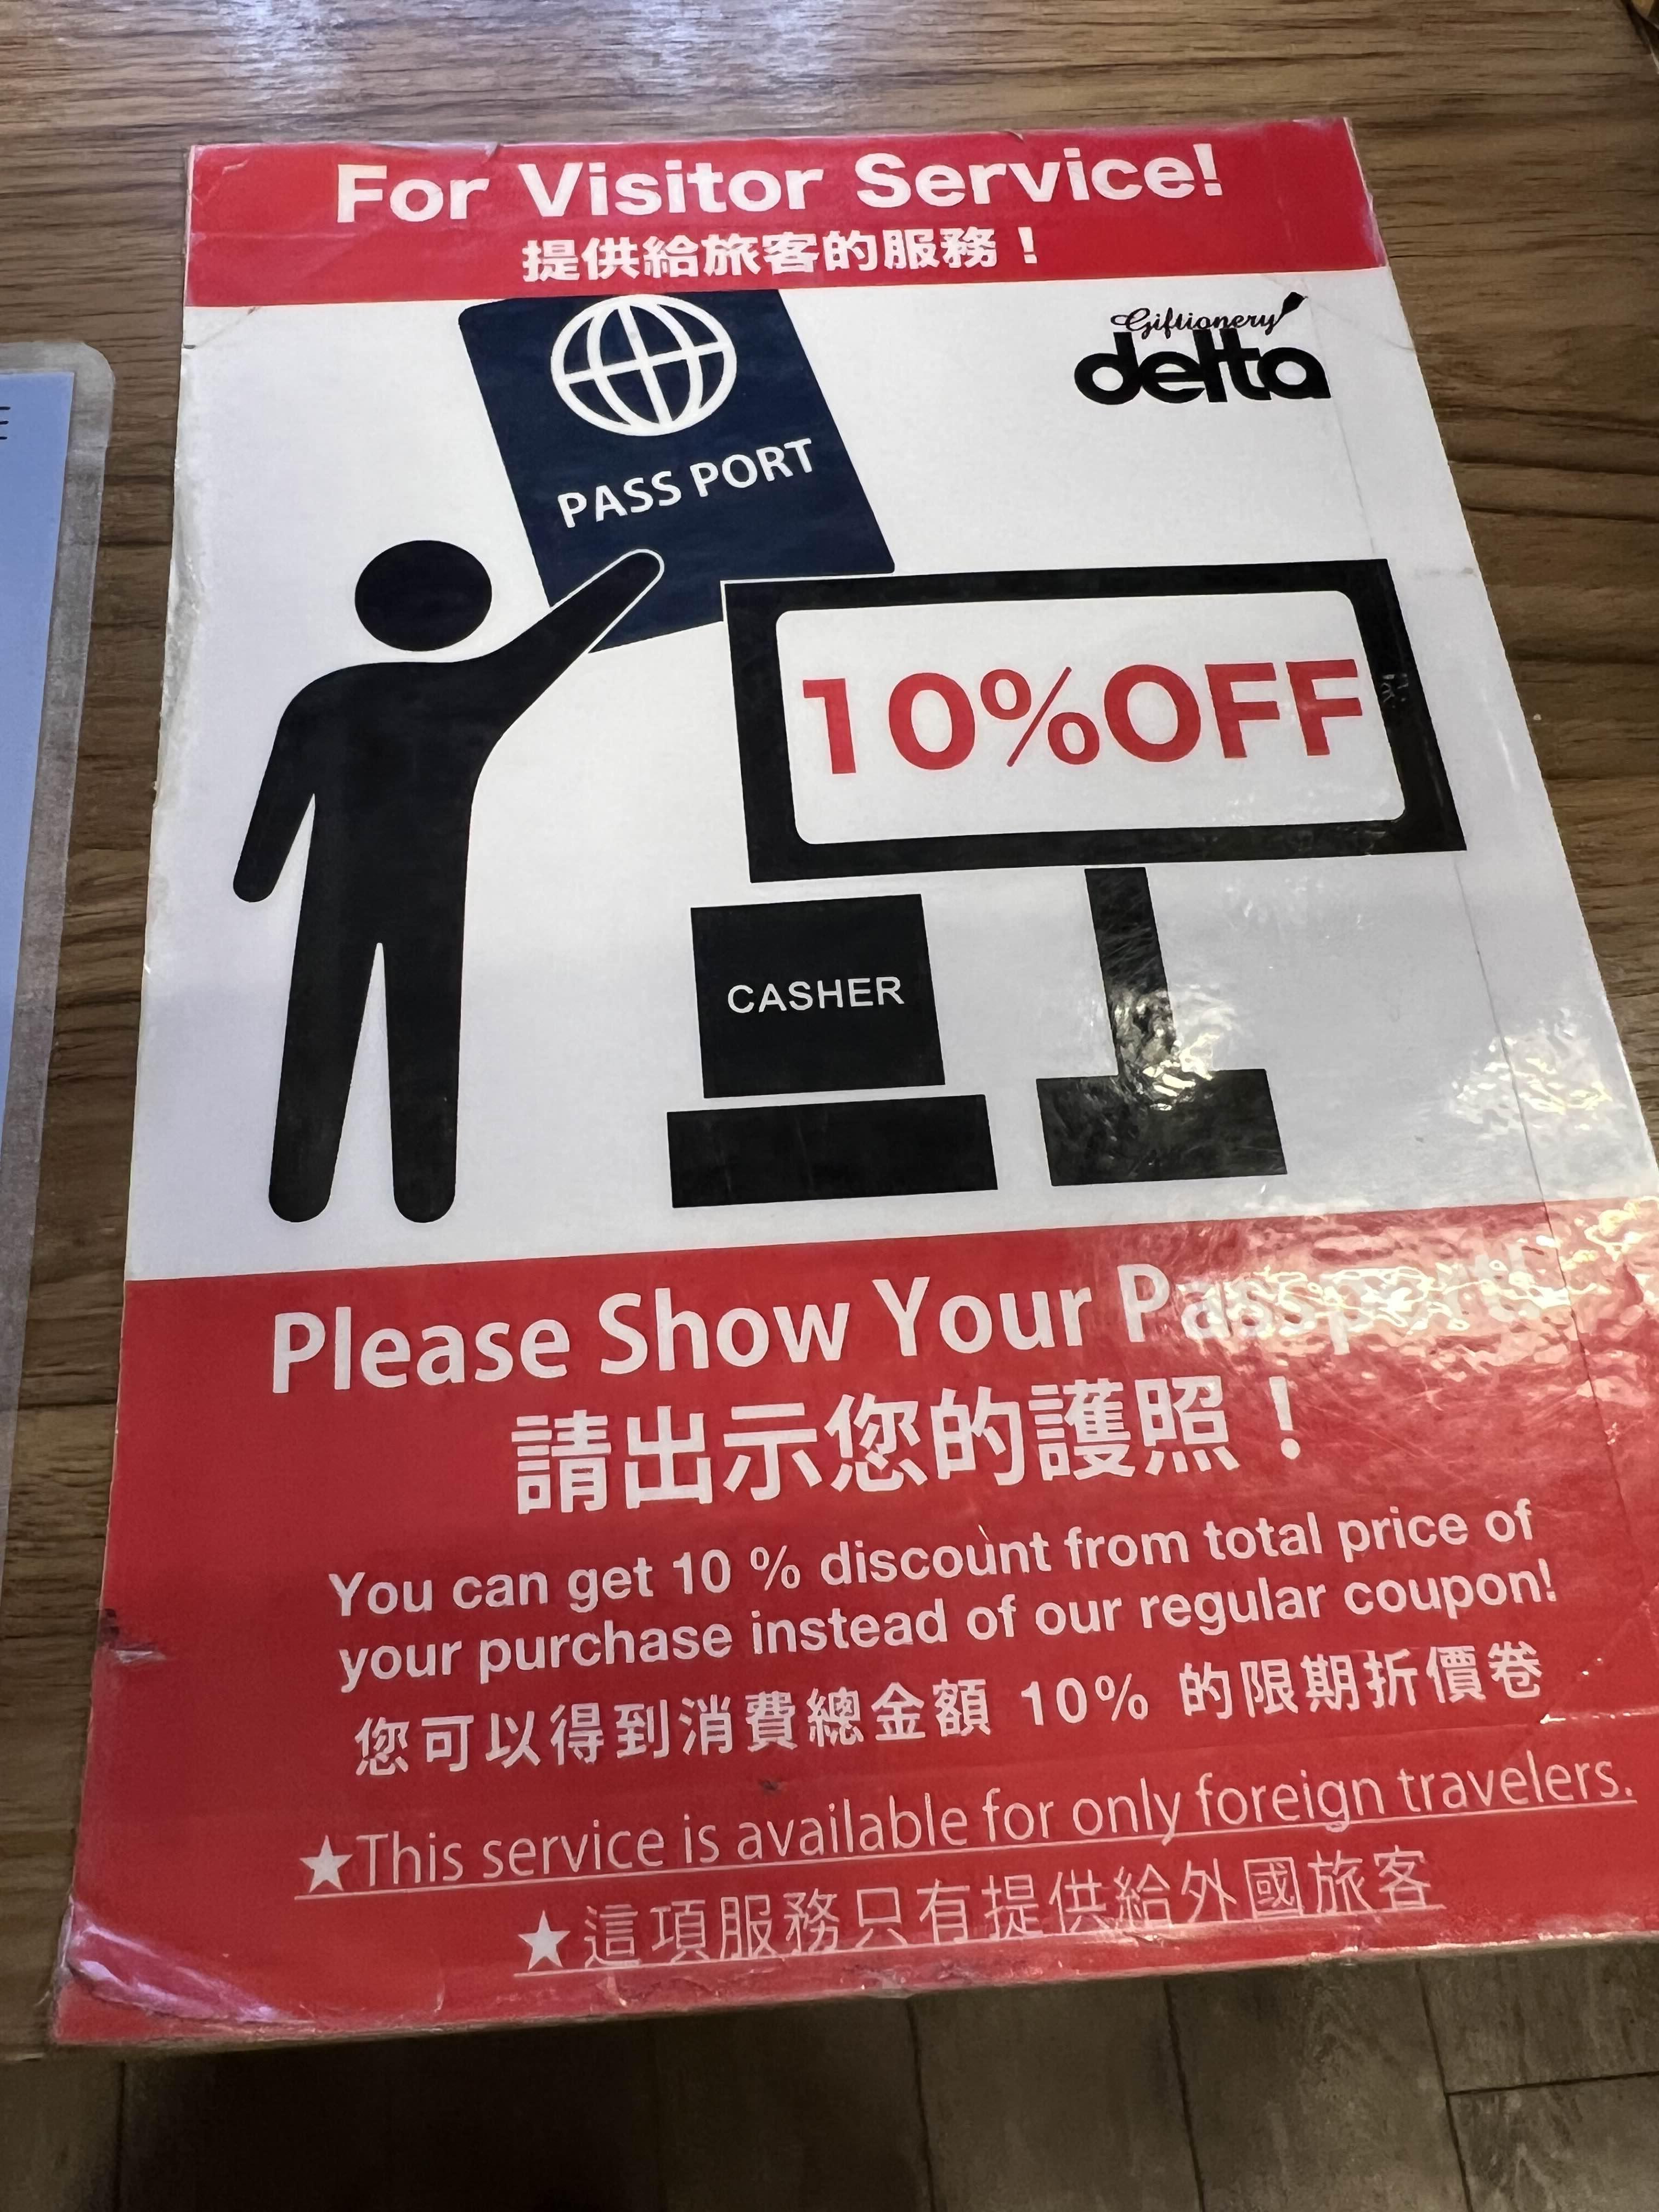 For Visitor Service!
提供給旅客的服務！
Giftionery
delta
PASS PORT
10%OFF
CASHER
Please Show Your Passport!
請出示您的護照！
You can get 10 % discount from total price of
your purchase instead of our regular coupon!
您可以得到消費總金額 10% 的限期折價卷
★This service is available for only foreign travelers.
★這項服務只有提供給外國旅客